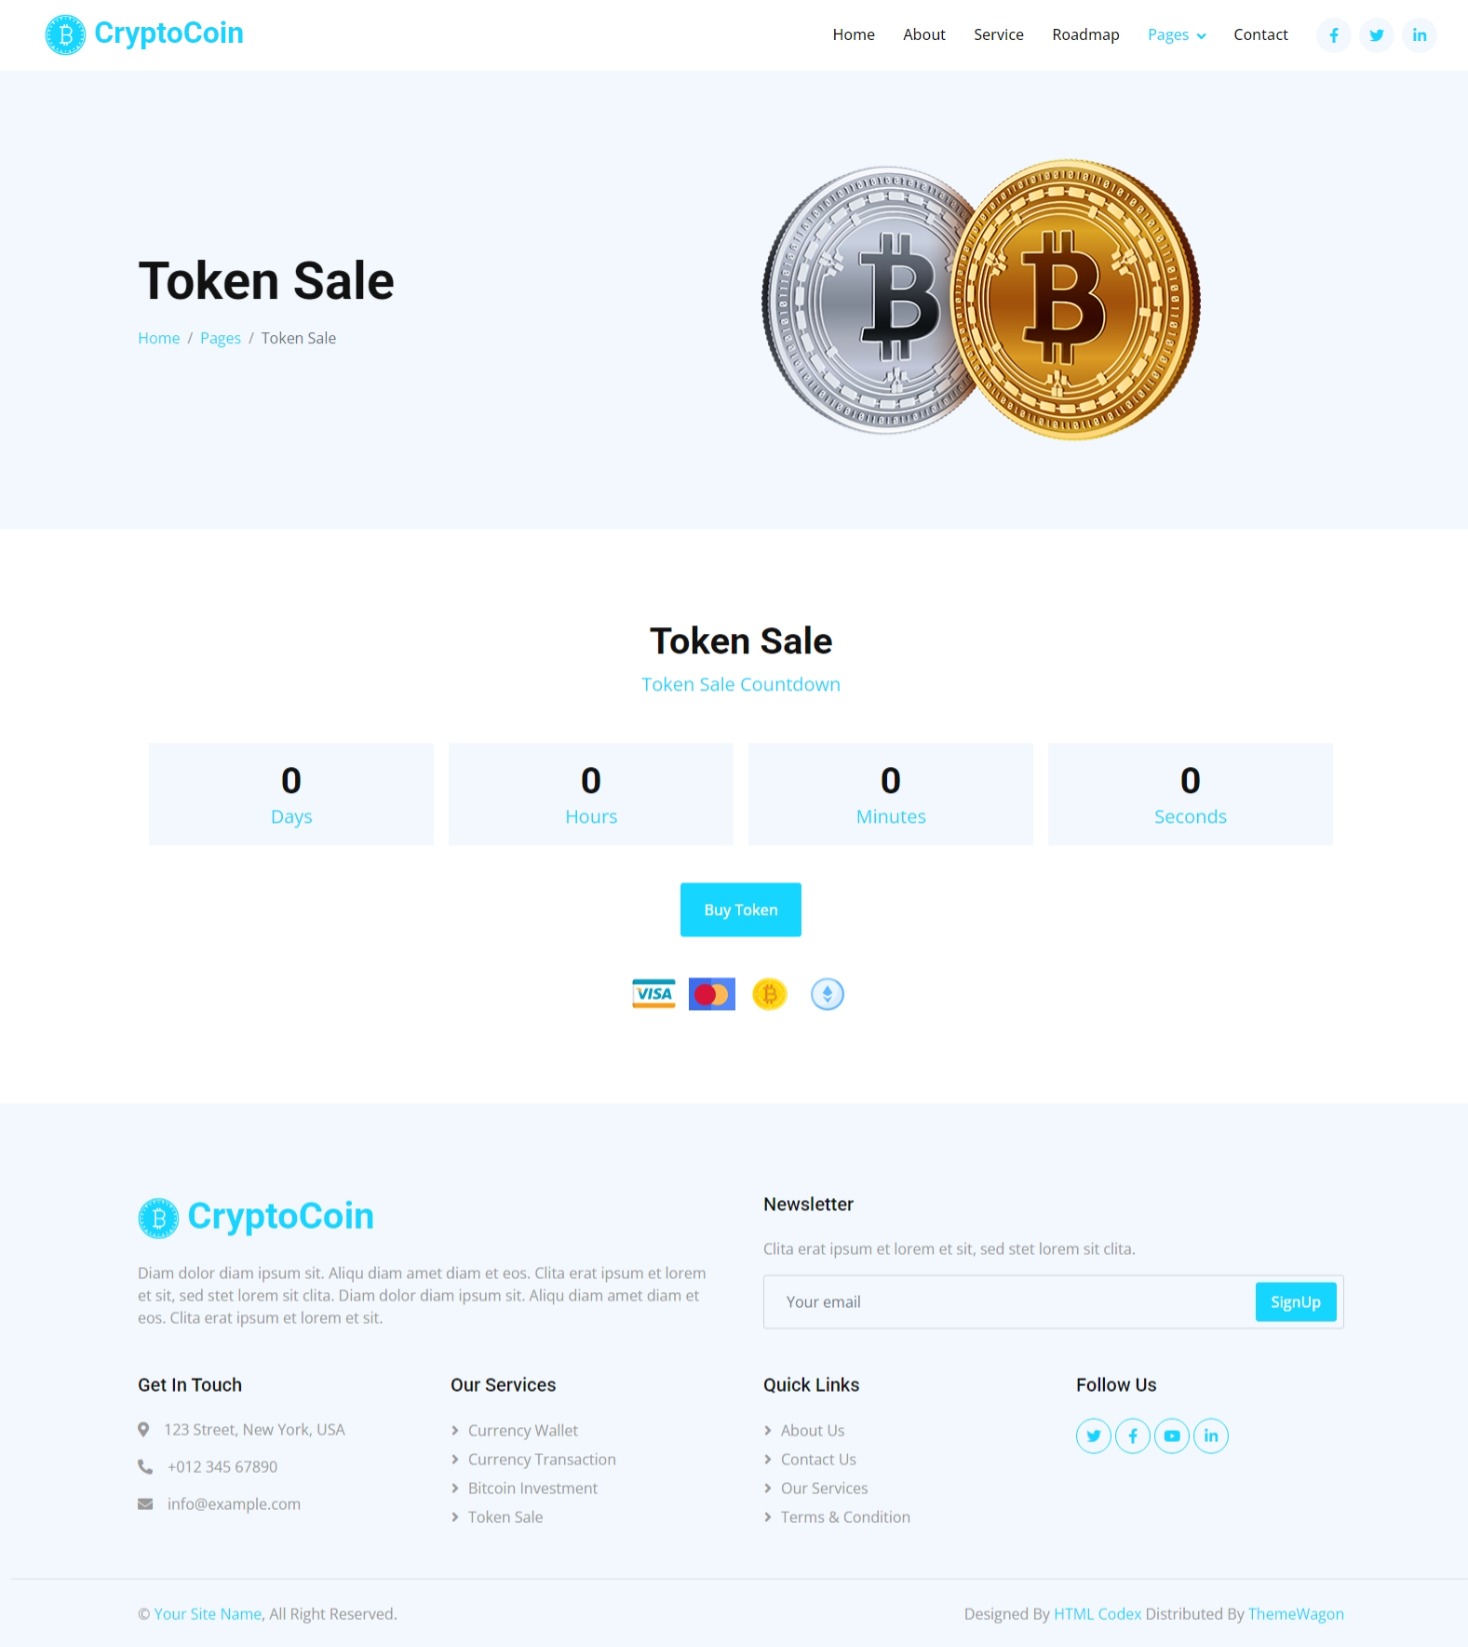 CryptoCoin
Home About Service Roadmap Pages Contact
Token Sale
Home / Pages / Token Sale
Token Sale
Token Sale Countdown
0 0 0 0
Days Hours Minutes Seconds
Buy Token
VISA
CryptoCoin
Diam dolor diam ipsum sit. Aliqu diam amet diam et eos. Clita erat ipsum et lorem
et sit, sed stet lorem sit clita. Diam dolor diam ipsum sit. Aliqu diam amet diam et
eos. Clita erat ipsum et lorem et sit.
Newsletter
Clita erat ipsum et lorem et sit, sed stet lorem sit clita.
Your email SignUp
Get In Touch
123 Street, New York, USA
+012 345 67890
info@example.com
Our Services
Currency Wallet
Currency Transaction
Bitcoin Investment
Token Sale
Quick Links
About Us
Contact Us
Our Services
Terms & Condition
Follow Us
© Your Site Name, All Right Reserved.
Designed By HTML Codex Distributed By ThemeWagon